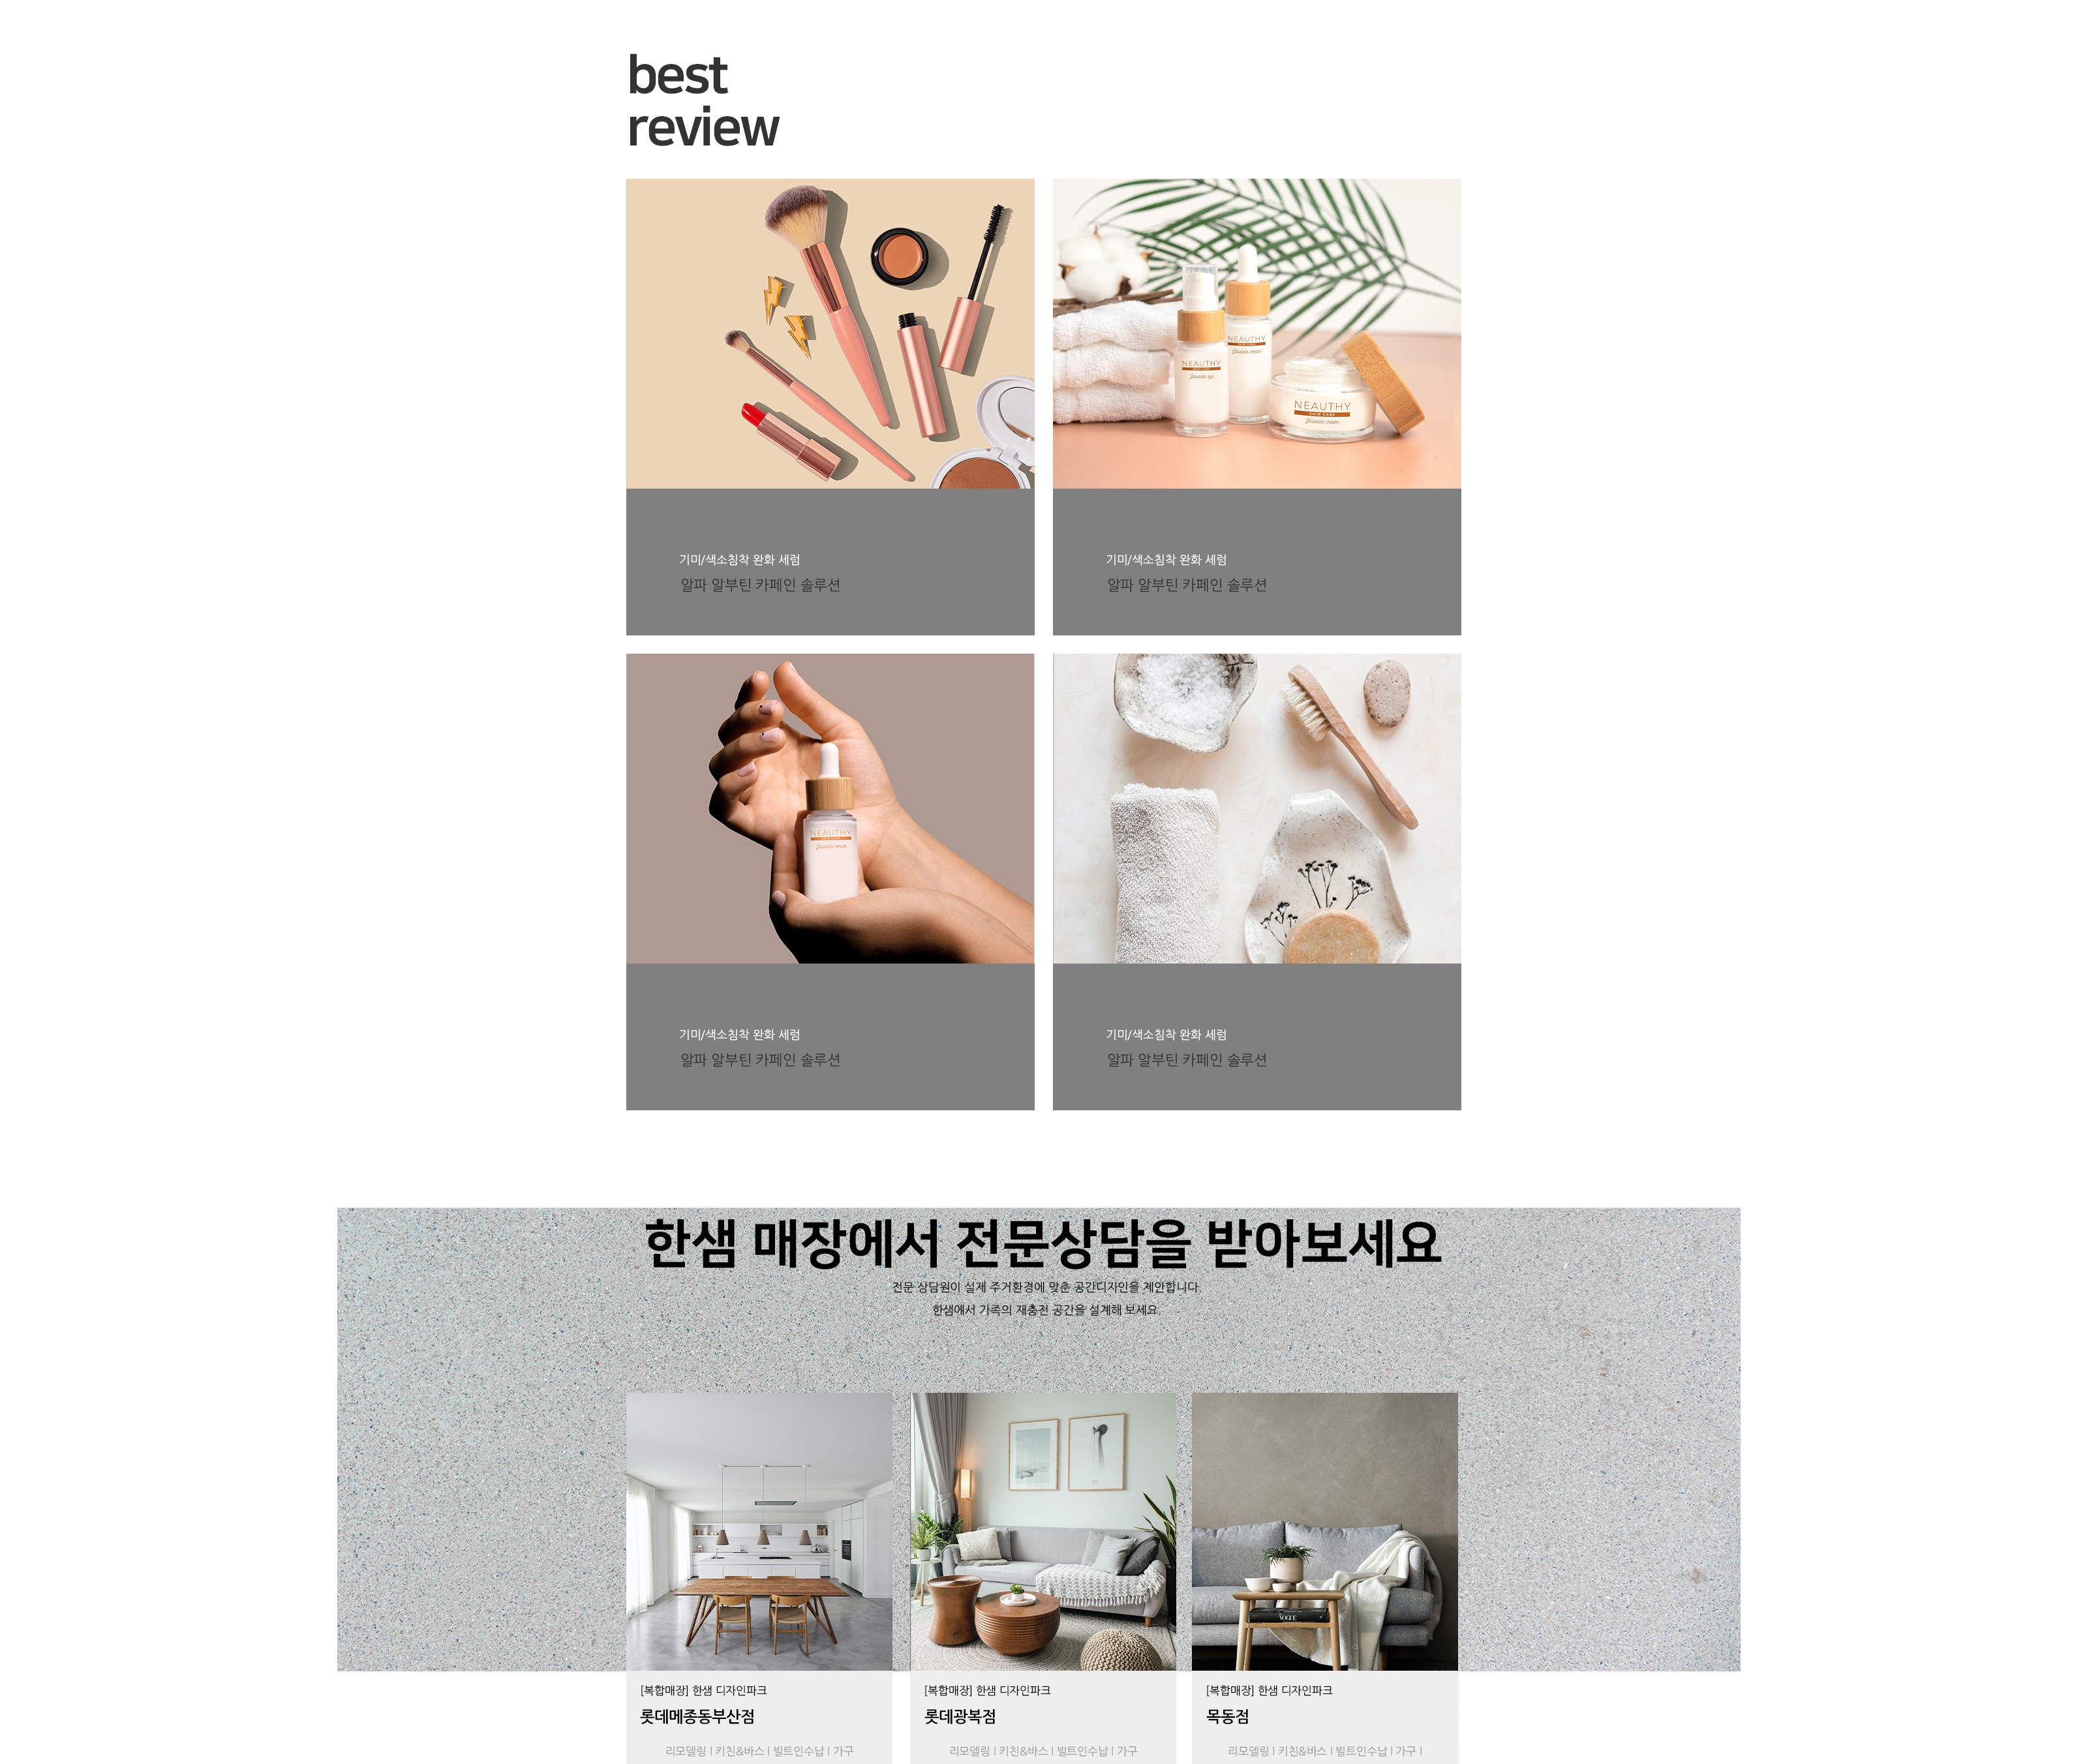 best
review
NEAUTHY
SKIN CARE
NEAUTHY
SKIN CARE
NEAUTHY
SKIN CARE
기미/색소침착 완화 세럼
알파 알부틴 카페인 솔루션
기미/색소침착 완화 세럼
알파 알부틴 카페인 솔루션
NEAUTHY
기미/색소침착 완화 세럼
알파 알부틴 카페인 솔루션
기미/색소침착 완화 세럼
알파 알부틴 카페인 솔루션
한샘 매장에서 전문상담을 받아보세요
전문 상담원이 실제 주거환경에 맞춘 공간디자인을 제안합니다.
한샘에서 가족의 재충전 공간을 설계해 보세요.
VOGUE
[복합매장] 한샘 디자인파크
롯데메종동부산점
리모델링 | 키친&바스 | 빌트인수납 | 가구
[복합매장] 한샘 디자인파크
롯데광복점
리모델링 | 키친&바스 | 빌트인수납 | 가구
[복합매장] 한샘 디자인파크
목동점
리모델링 | 키친&바스 | 빌트인수납 | 가구 |